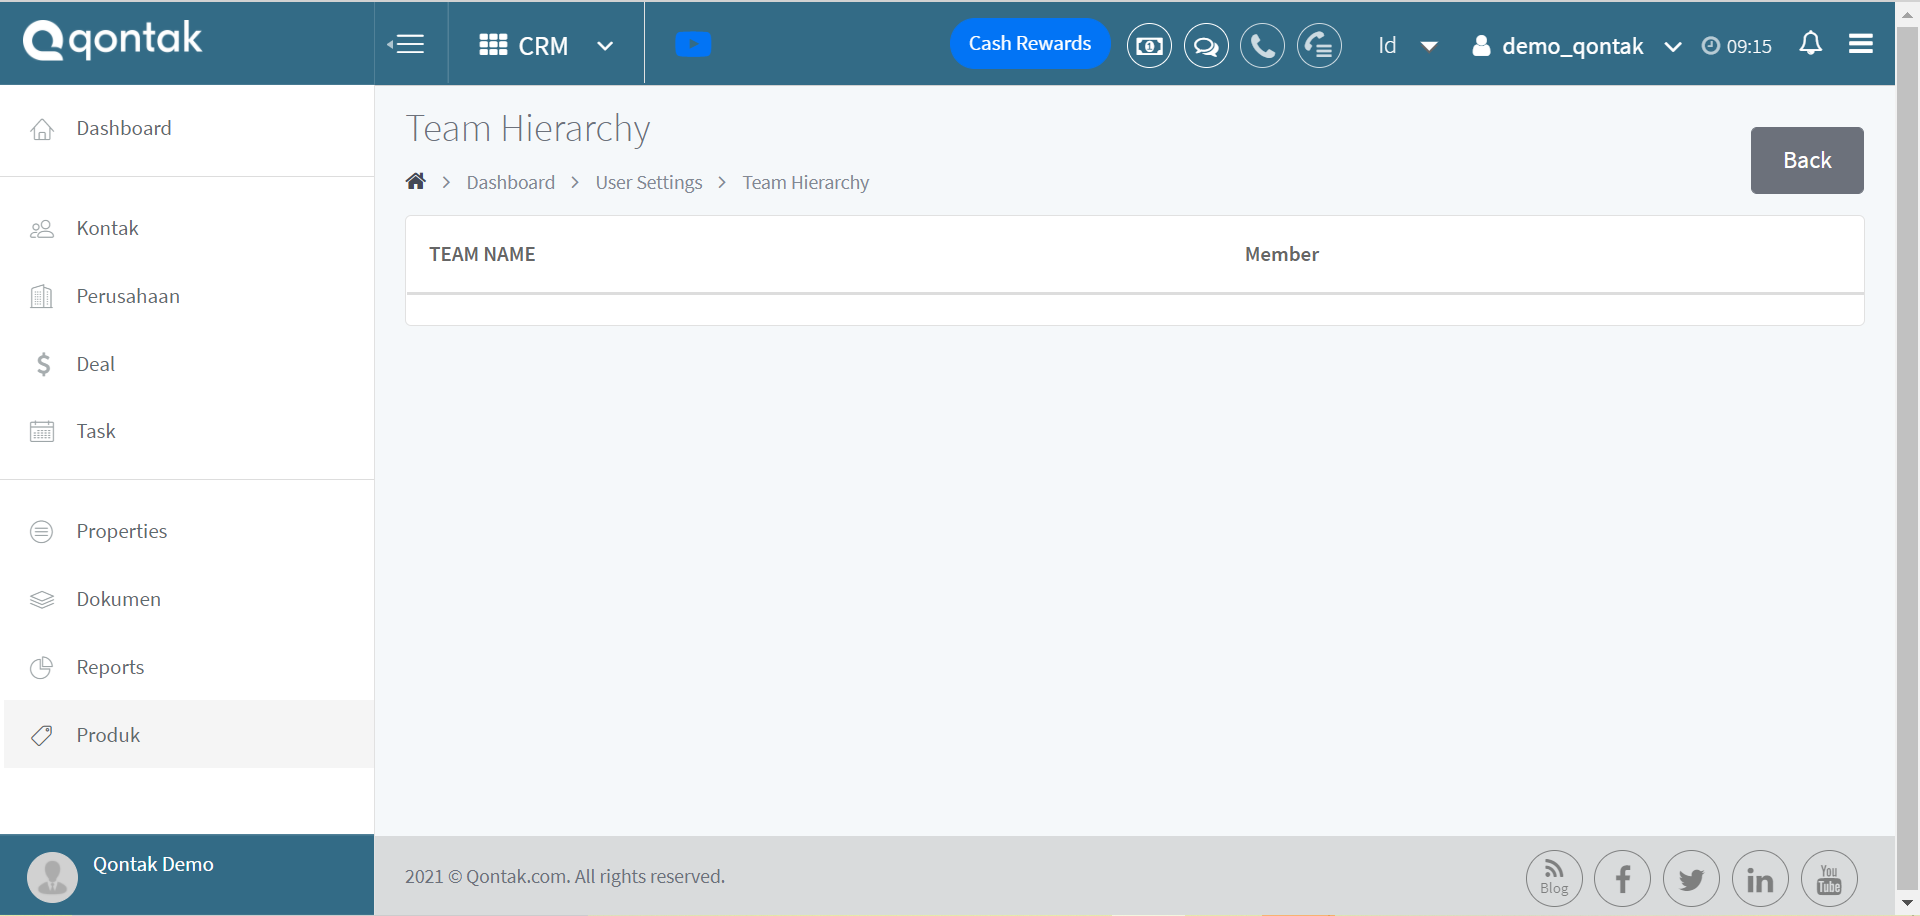 qontak
CRM
Cash Rewards
Id
demo_qontak
09:15
Dashboard
Kontak
Perusahaan
Deal
Task
Properties
Dokumen
Reports
Produk
Qontak Demo
Team Hierarchy
Dashboard > User Settings > Team Hierarchy
Back
TEAM NAME Member
2021 © Qontak.com. All rights reserved.
Blog
You Tube